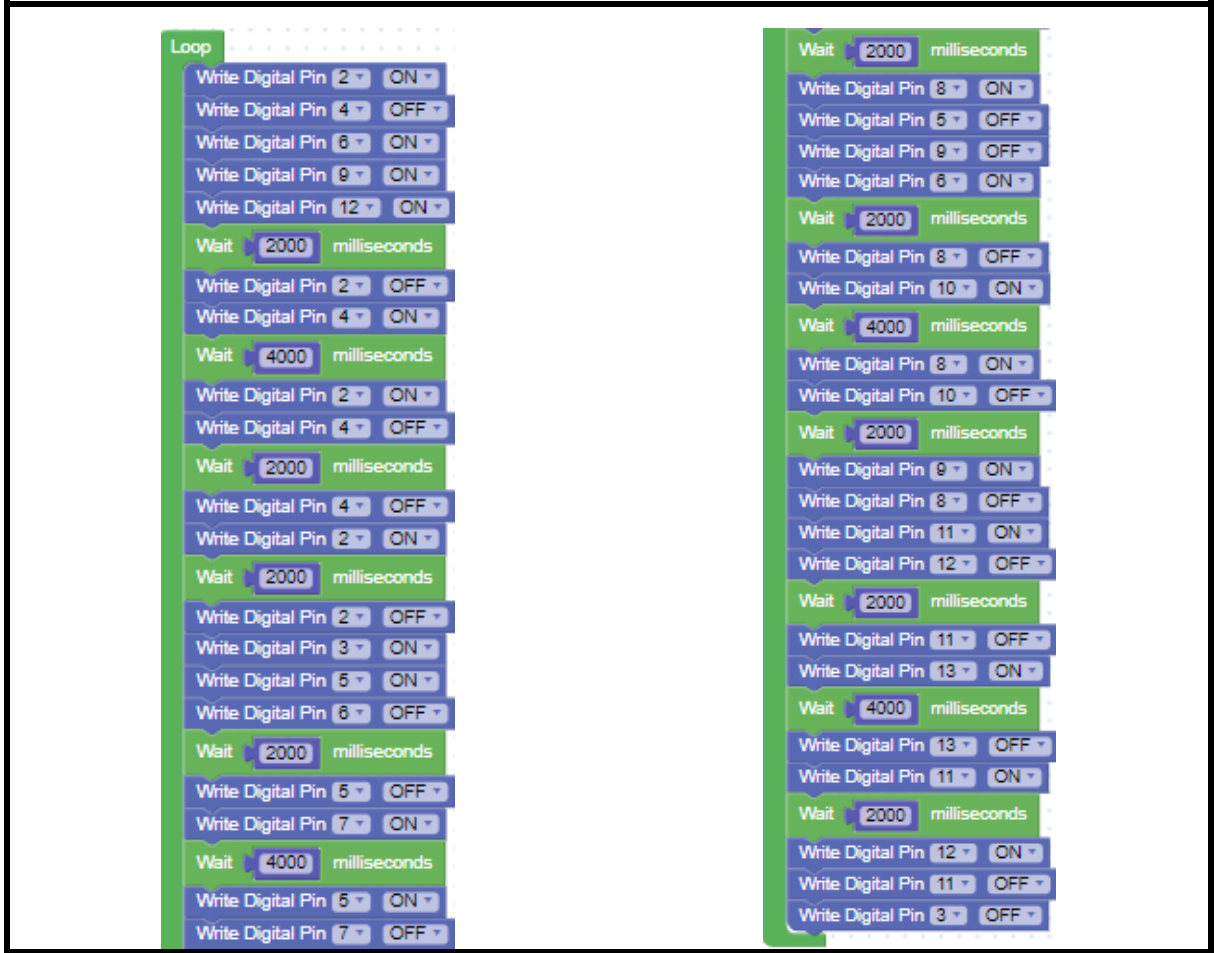 Loop
Write Digital Pin 2 ON
Write Digital Pin 4 OFF
Write Digital Pin 6 ON
Write Digital Pin 9 ON
Write Digital Pin 12 ON
Wait 2000 milliseconds
Write Digital Pin 2 OFF
Write Digital Pin 4 ON
Wait 4000 milliseconds
Write Digital Pin 2 ON
Write Digital Pin 4 OFF
Wait 2000 milliseconds
Write Digital Pin 4 OFF
Write Digital Pin 2 ON
Wait 2000 milliseconds
Write Digital Pin 2 OFF
Write Digital Pin 3 ON
Write Digital Pin 5 ON
Write Digital Pin 6 OFF
Wait 2000 milliseconds
Write Digital Pin 5 OFF
Write Digital Pin 7 ON
Wait 4000 milliseconds
Write Digital Pin 5 ON
Write Digital Pin 7 OFF
Wait 2000 milliseconds
Write Digital Pin 8 ON
Write Digital Pin 5 OFF
Write Digital Pin 9 OFF
Write Digital Pin 6 ON
Wait 2000 milliseconds
Write Digital Pin 8 OFF
Write Digital Pin 10 ON
Wait 4000 milliseconds
Write Digital Pin 8 ON
Write Digital Pin 10 OFF
Wait 2000 milliseconds
Write Digital Pin 9 ON
Write Digital Pin 8 OFF
Write Digital Pin 11 ON
Write Digital Pin 12 OFF
Wait 2000 milliseconds
Write Digital Pin 11 OFF
Write Digital Pin 13 ON
Wait 4000 milliseconds
Write Digital Pin 13 OFF
Write Digital Pin 11 ON
Wait 2000 milliseconds
Write Digital Pin 12 ON
Write Digital Pin 11 OFF
Write Digital Pin 3 OFF